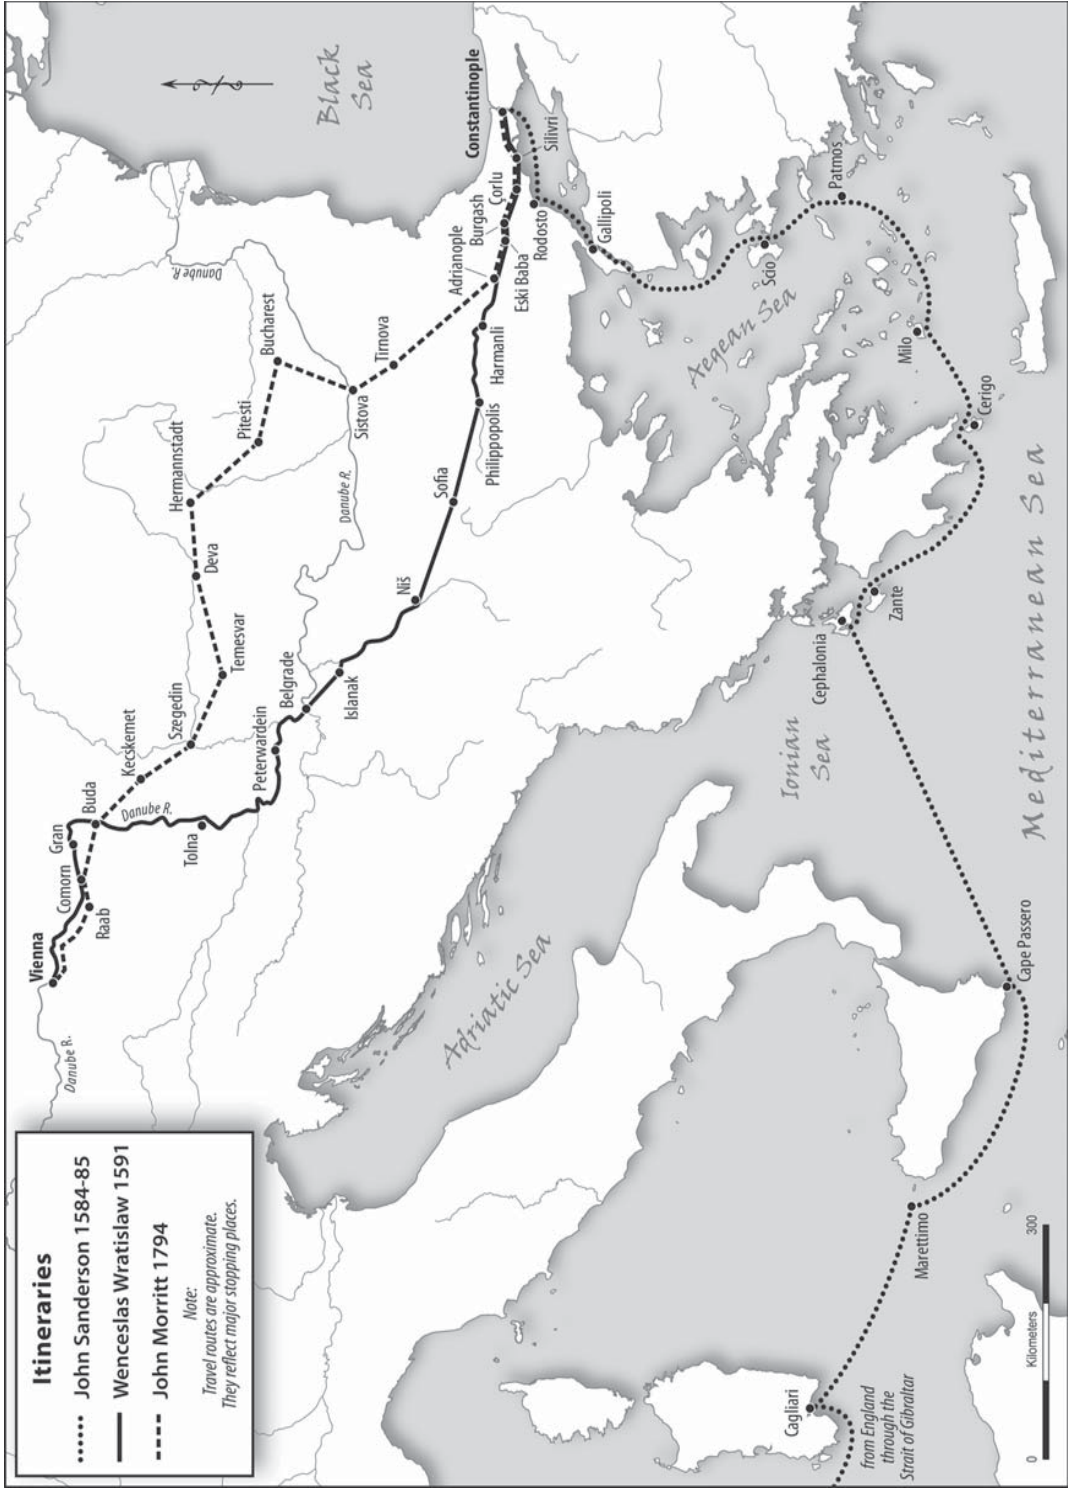 Itineraries
John Sanderson 1584-85
Wenceslas Wratislaw 1591
John Morritt 1794
Note:
Travel routes are approximate.
They reflect major stopping places.
Danube R.
Vienna
Raab
Comorn
Gran
Buda
Danube R.
Kecskemet
Tolna
Szegedin
Temesvar
Deva
Hermannstadt
Pitesti
Bucharest
Danube R.
Peterwardein
Belgrade
Islanak
Niš
Danube R.
Sistova
Tirnova
Sofia
Philippopolis
Harmanli
Adrianople
Eski Baba
Burgash
Çorlu
Constantinople
Silivri
Rodosto
Gallipoli
Black
Sea
Adriatic Sea
Aegean Sea
Scio
Patmos
Milo
Cerigo
Zante
Cephalonia
Ionian
Sea
Mediterranean Sea
Cape Passero
Marettimo
Cagliari
from England
through the
Strait of Gibraltar
0
Kilometers
300